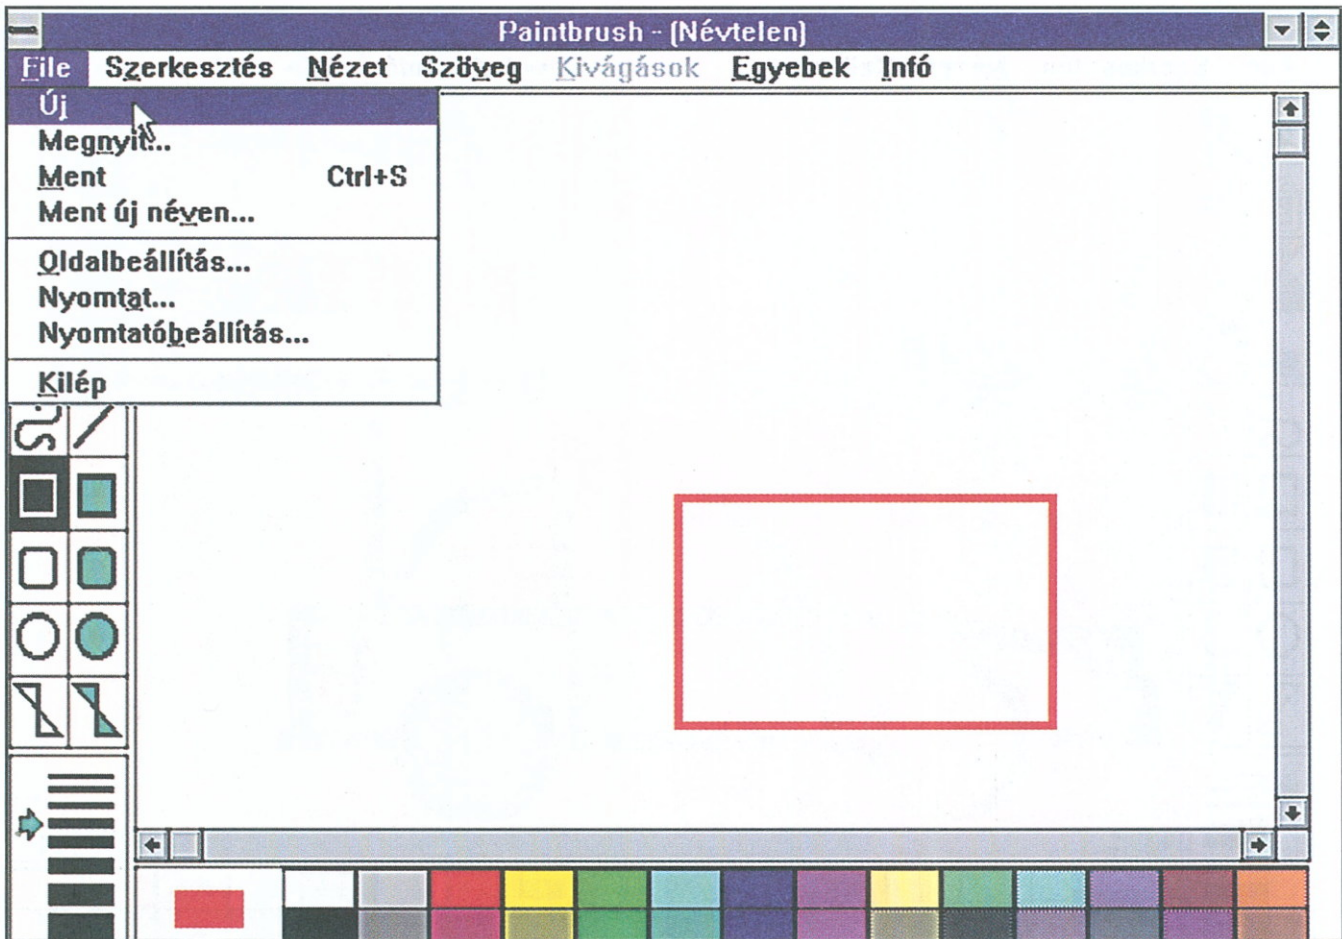 Paintbrush - (Névtelen)
File Szerkesztés Nézet Szöveg Kivágások Egyebek Infó
Új
Megnyit...
Ment Ctrl+S
Ment új néven...
Oldalbeállítás...
Nyomtat...
Nyomtatóbeállítás...
Kilép